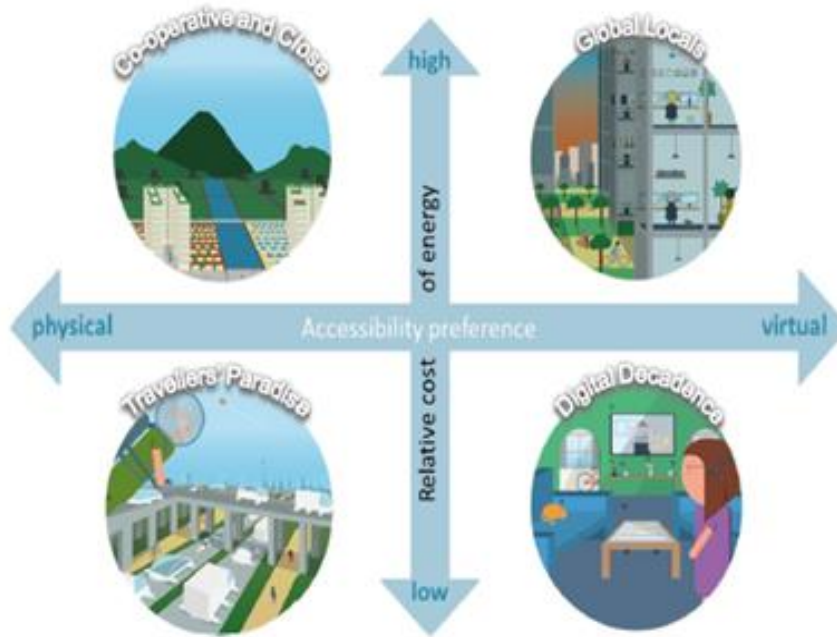 Co-operative and Close
high
Global Locals
Relative cost of energy
physical
Accessibility preference
virtual
Travellers' Paradise
Digital Decadence
low